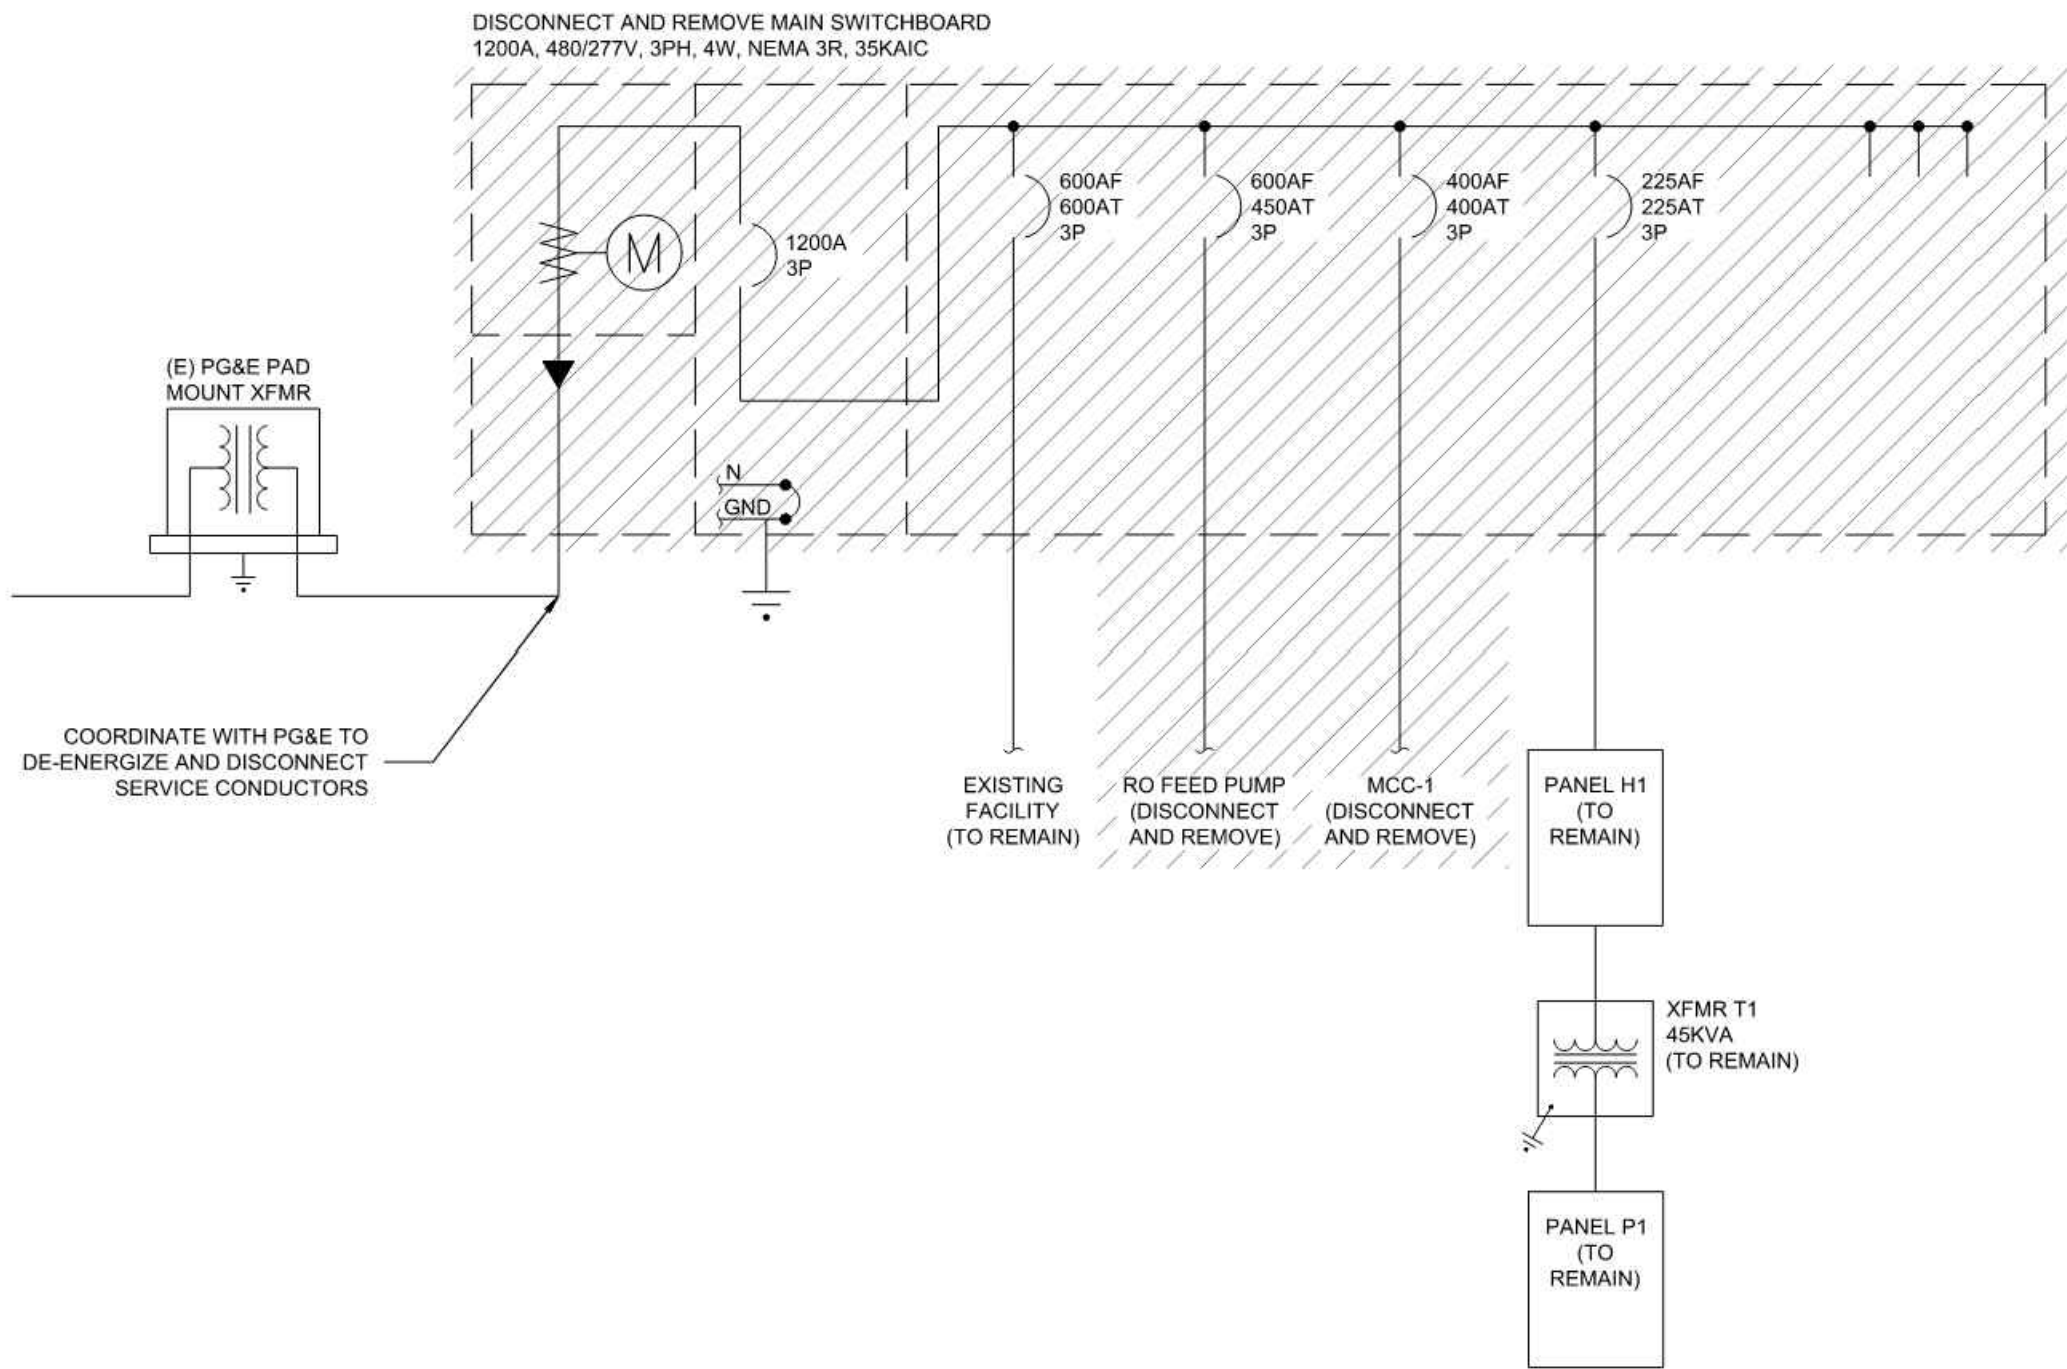 DISCONNECT AND REMOVE MAIN SWITCHBOARD
1200A, 480/277V, 3PH, 4W, NEMA 3R, 35KAIC
600AF
600AT
3P
600AF
450AT
3P
400AF
400AT
3P
225AF
225AT
3P
M
1200A
3P
(E) PG&E PAD
MOUNT XFMR
N
GND
COORDINATE WITH PG&E TO
DE-ENERGIZE AND DISCONNECT
SERVICE CONDUCTORS
EXISTING
FACILITY
(TO REMAIN)
RO FEED PUMP
(DISCONNECT
AND REMOVE)
MCC-1
(DISCONNECT
AND REMOVE)
PANEL H1
(TO
REMAIN)
XFMR T1
45KVA
(TO REMAIN)
PANEL P1
(TO
REMAIN)